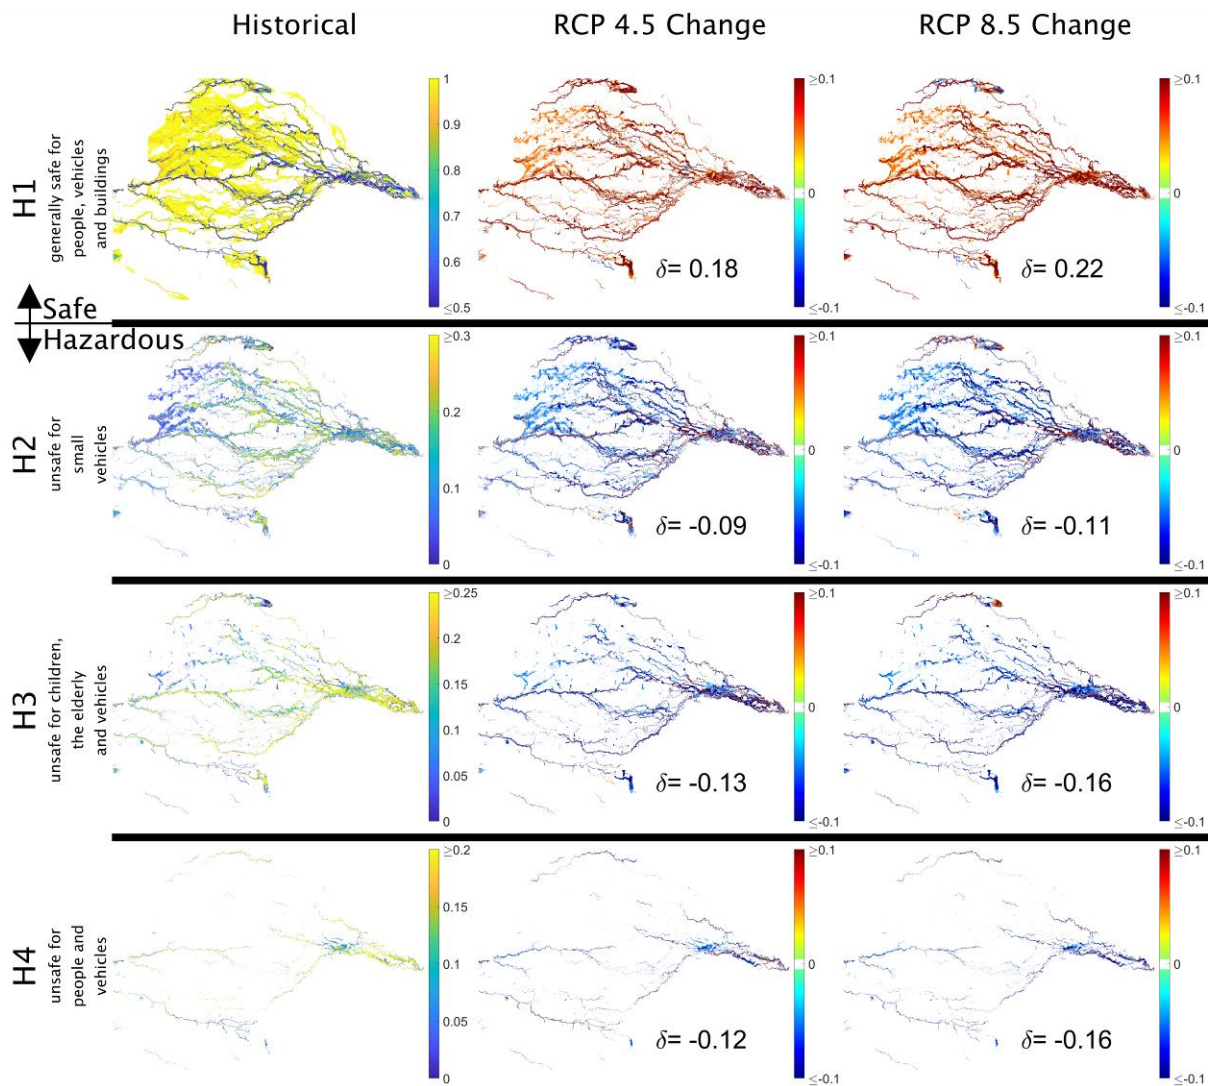 Historical
RCP 4.5 Change
RCP 8.5 Change
H1
generally safe for
people, vehicles
and buildings
1
0.9
0.8
0.7
0.6
≤0.5
≥0.1
0
≤-0.1
δ= 0.18
≥0.1
0
≤-0.1
δ= 0.22
Safe
Hazardous
H2
unsafe for
small
vehicles
≥0.3
0.2
0.1
0
≥0.1
0
≤-0.1
δ= -0.09
≥0.1
0
≤-0.1
δ= -0.11
H3
unsafe for children,
the elderly
and vehicles
≥0.25
0.2
0.15
0.1
0.05
0
≥0.1
0
≤-0.1
δ= -0.13
≥0.1
0
≤-0.1
δ= -0.16
H4
unsafe for
people and
vehicles
≥0.2
0.15
0.1
0.05
0
≥0.1
0
≤-0.1
δ= -0.12
≥0.1
0
≤-0.1
δ= -0.16